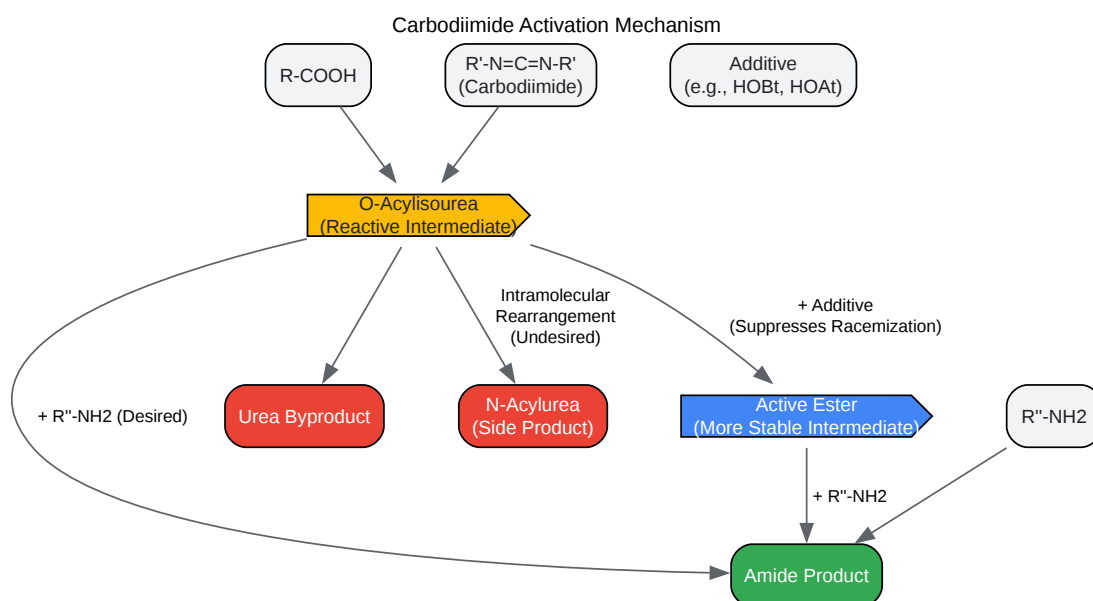 Carbodiimide Activation Mechanism
R-COOH
R'-N=C=N-R'
(Carbodiimide)
Additive
(e.g., HOBt, HOAt)
O-Acylisourea
(Reactive Intermediate)
Intramolecular
Rearrangement
(Undesired)
+ Additive
(Suppresses Racemization)
+ R''-NH2 (Desired)
Urea Byproduct
N-Acylurea
(Side Product)
Active Ester
(More Stable Intermediate)
R''-NH2
+ R''-NH2
Amide Product